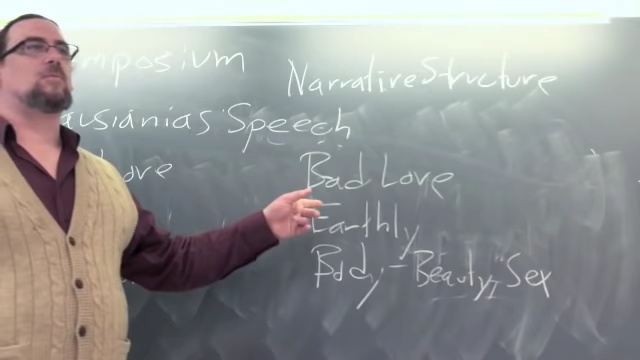 mposium
Narrative Structure
ausanias' Speech
ove
Bad Love
Earthly
Body - Beauty, Sex